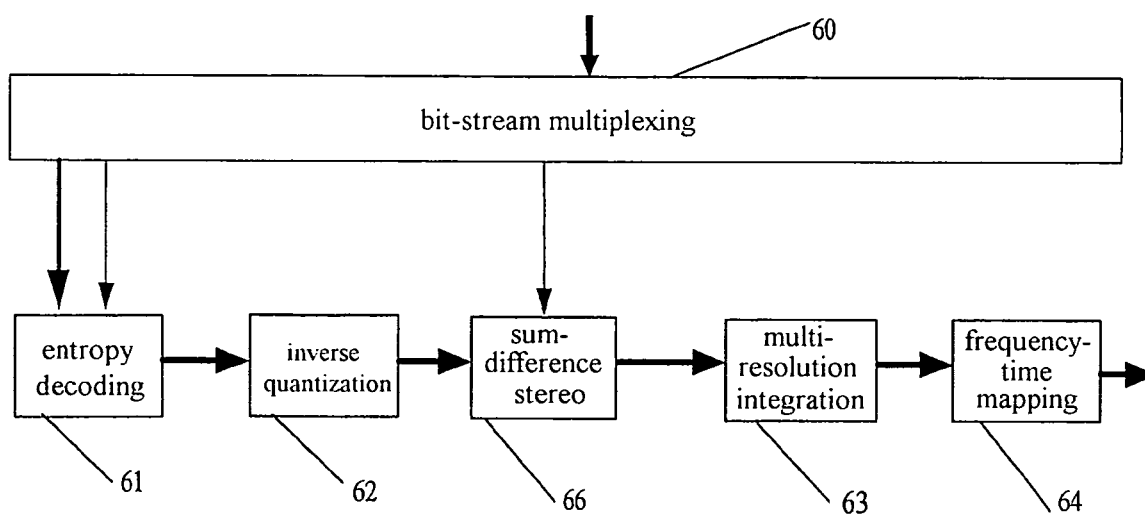 60
bit-stream multiplexing
entropy
decoding
inverse
quantization
sum-
difference
stereo
multi-
resolution
integration
frequency-
time
mapping
61
62
66
63
64